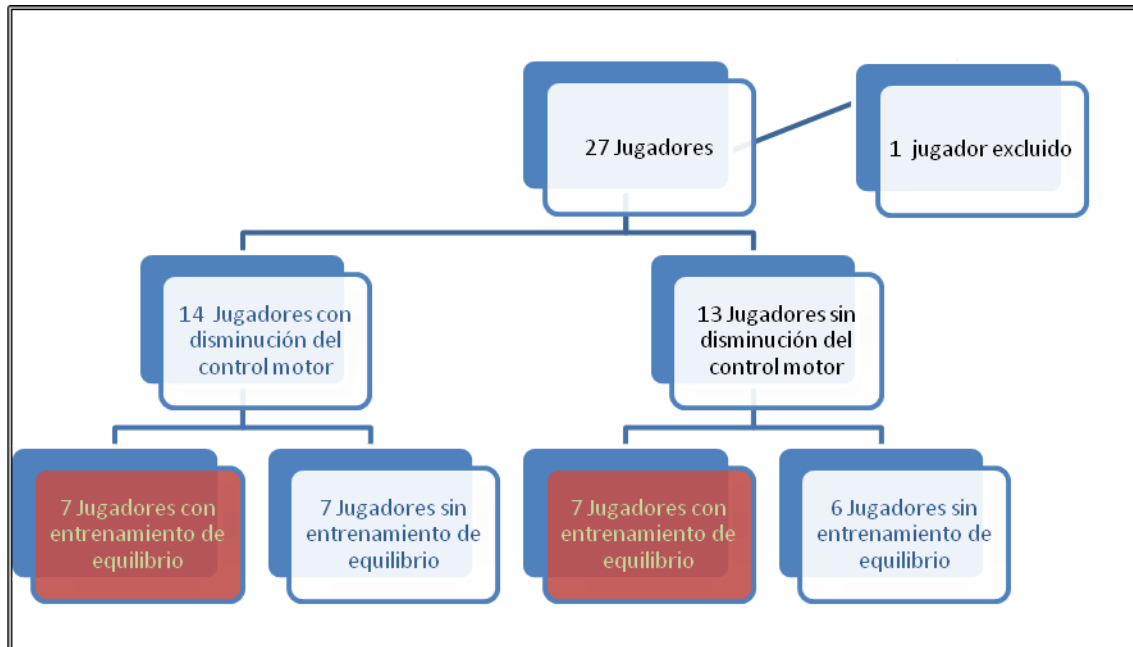 27 Jugadores
1 jugador excluido
14 Jugadores con
disminución del
control motor
13 Jugadores sin
disminución del
control motor
7 Jugadores con
entrenamiento de
equilibrio
7 Jugadores sin
entrenamiento de
equilibrio
7 Jugadores con
entrenamiento de
equilibrio
6 Jugadores sin
entrenamiento de
equilibrio